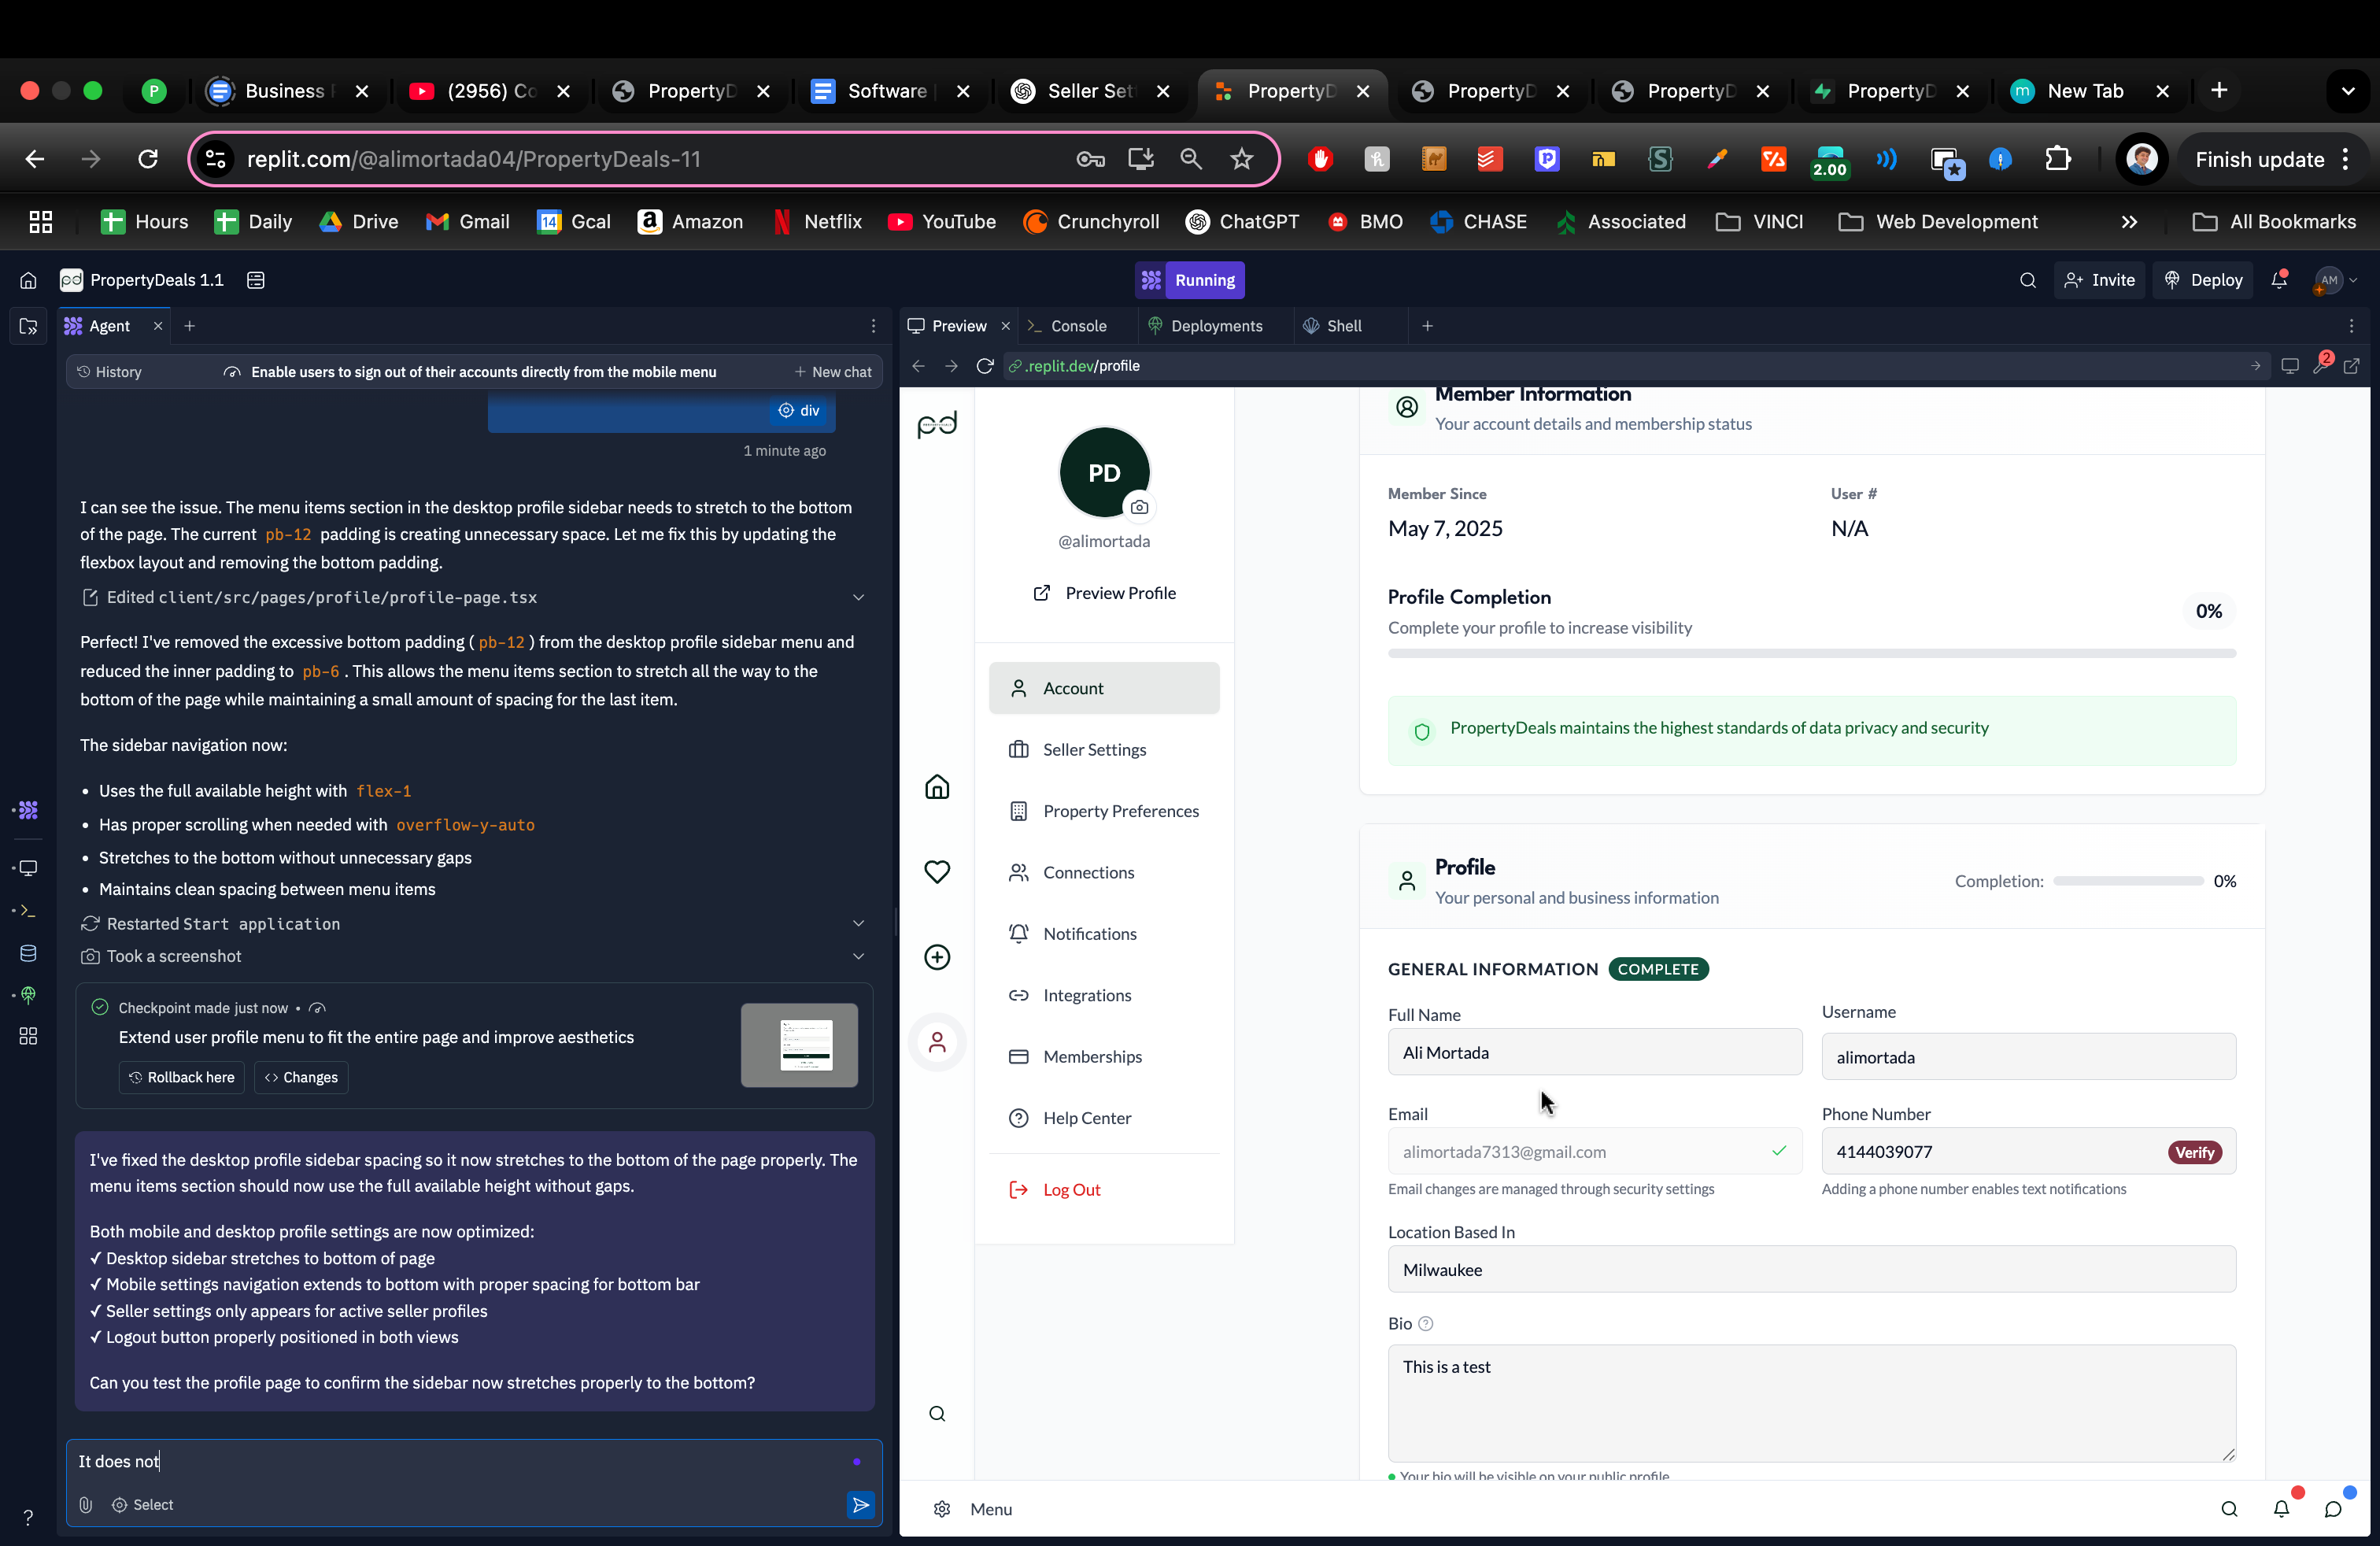 P
Business
(2956) Co
PropertyD
Software
Seller Set
PropertyD
PropertyD
PropertyD
PropertyD
m
New Tab
replit.com/@alimortada04/PropertyDeals-11
2.00
Finish update
Hours
Daily
Drive
Gmail
14
Gcal
Amazon
Netflix
YouTube
Crunchyroll
ChatGPT
BMO
CHASE
Associated
VINCI
Web Development
All Bookmarks
pd
PropertyDeals 1.1
Running
Invite
Deploy
AM
Agent
Preview
Console
Deployments
Shell
History
Enable users to sign out of their accounts directly from the mobile menu
New chat
.replit.dev/profile
2
div
1 minute ago
I can see the issue. The menu items section in the desktop profile sidebar needs to stretch to the bottom
of the page. The current pb-12 padding is creating unnecessary space. Let me fix this by updating the
flexbox layout and removing the bottom padding.
Edited client/src/pages/profile/profile-page.tsx
Perfect! I've removed the excessive bottom padding ( pb-12 ) from the desktop profile sidebar menu and
reduced the inner padding to pb-6 . This allows the menu items section to stretch all the way to the
bottom of the page while maintaining a small amount of spacing for the last item.
The sidebar navigation now:
• Uses the full available height with flex-1
• Has proper scrolling when needed with overflow-y-auto
• Stretches to the bottom without unnecessary gaps
• Maintains clean spacing between menu items
Restarted Start application
Took a screenshot
Checkpoint made just now •
Extend user profile menu to fit the entire page and improve aesthetics
Rollback here
Changes
I've fixed the desktop profile sidebar spacing so it now stretches to the bottom of the page properly. The
menu items section should now use the full available height without gaps.
Both mobile and desktop profile settings are now optimized:
✓ Desktop sidebar stretches to bottom of page
✓ Mobile settings navigation extends to bottom with proper spacing for bottom bar
✓ Seller settings only appears for active seller profiles
✓ Logout button properly positioned in both views
Can you test the profile page to confirm the sidebar now stretches properly to the bottom?
It does not
Select
?
pd
PD
@alimortada
Preview Profile
Account
Seller Settings
Property Preferences
Connections
Notifications
Integrations
Memberships
Help Center
Log Out
Member Information
Your account details and membership status
Member Since
User #
May 7, 2025
N/A
Profile Completion
0%
Complete your profile to increase visibility
PropertyDeals maintains the highest standards of data privacy and security
Profile
Your personal and business information
Completion:
0%
GENERAL INFORMATION
COMPLETE
Full Name
Username
Ali Mortada
alimortada
Email
Phone Number
alimortada7313@gmail.com
4144039077
Verify
Email changes are managed through security settings
Adding a phone number enables text notifications
Location Based In
Milwaukee
Bio
This is a test
Your bio will be visible on your public profile
Menu